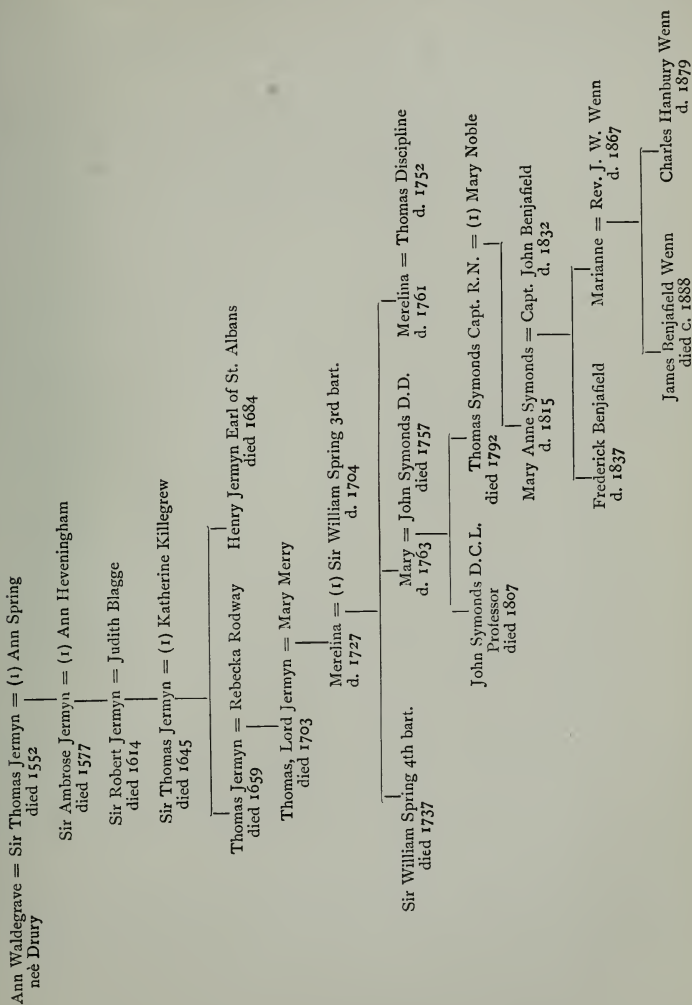 Ann Waldegrave = Sir Thomas Jermyn = (1) Ann Spring
neè Drury
died 1552
Sir Ambrose Jermyn = (1) Ann Heveningham
died 1577
Sir Robert Jermyn = Judith Blagge
died 1614
Sir Thomas Jermyn = (1) Katherine Killegrew
died 1645
Thomas Jermyn = Rebecka Rodway
died 1659
Henry Jermyn Earl of St. Albans
died 1684
Thomas, Lord Jermyn = Mary Merry
died 1703
Merelina = (1) Sir William Spring 3rd bart.
d. 1727
d. 1704
Sir William Spring 4th bart.
died 1737
Mary = John Symonds D.D.
d. 1763
died 1757
Merelina = Thomas Discipline
d. 1761
d. 1752
John Symonds D.C.L.
Professor
died 1807
Thomas Symonds Capt. R.N. = (1) Mary Noble
died 1792
Mary Anne Symonds = Capt. John Benjafield
d. 1815
d. 1832
Frederick Benjafield
d. 1837
Marianne = Rev. J. W. Wenn
d. 1867
James Benjafield Wenn
died c. 1888
Charles Hanbury Wenn
d. 1879